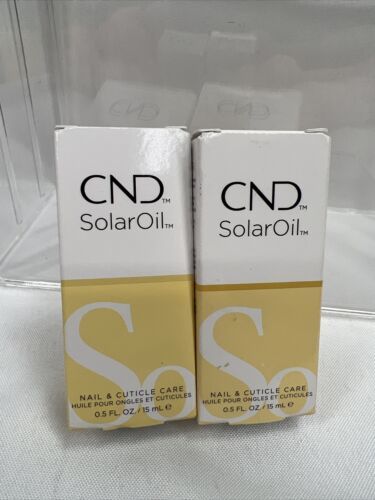 CND™
SolarOil™
So
NAIL & CUTICLE CARE
HUILE POUR ONGLES ET CUTICULES
0.5 FL. OZ. / 15 mL ℮
CND™
SolarOil™
So
NAIL & CUTICLE CARE
HUILE POUR ONGLES ET CUTICULES
0.5 FL. OZ. / 15 mL ℮
CND